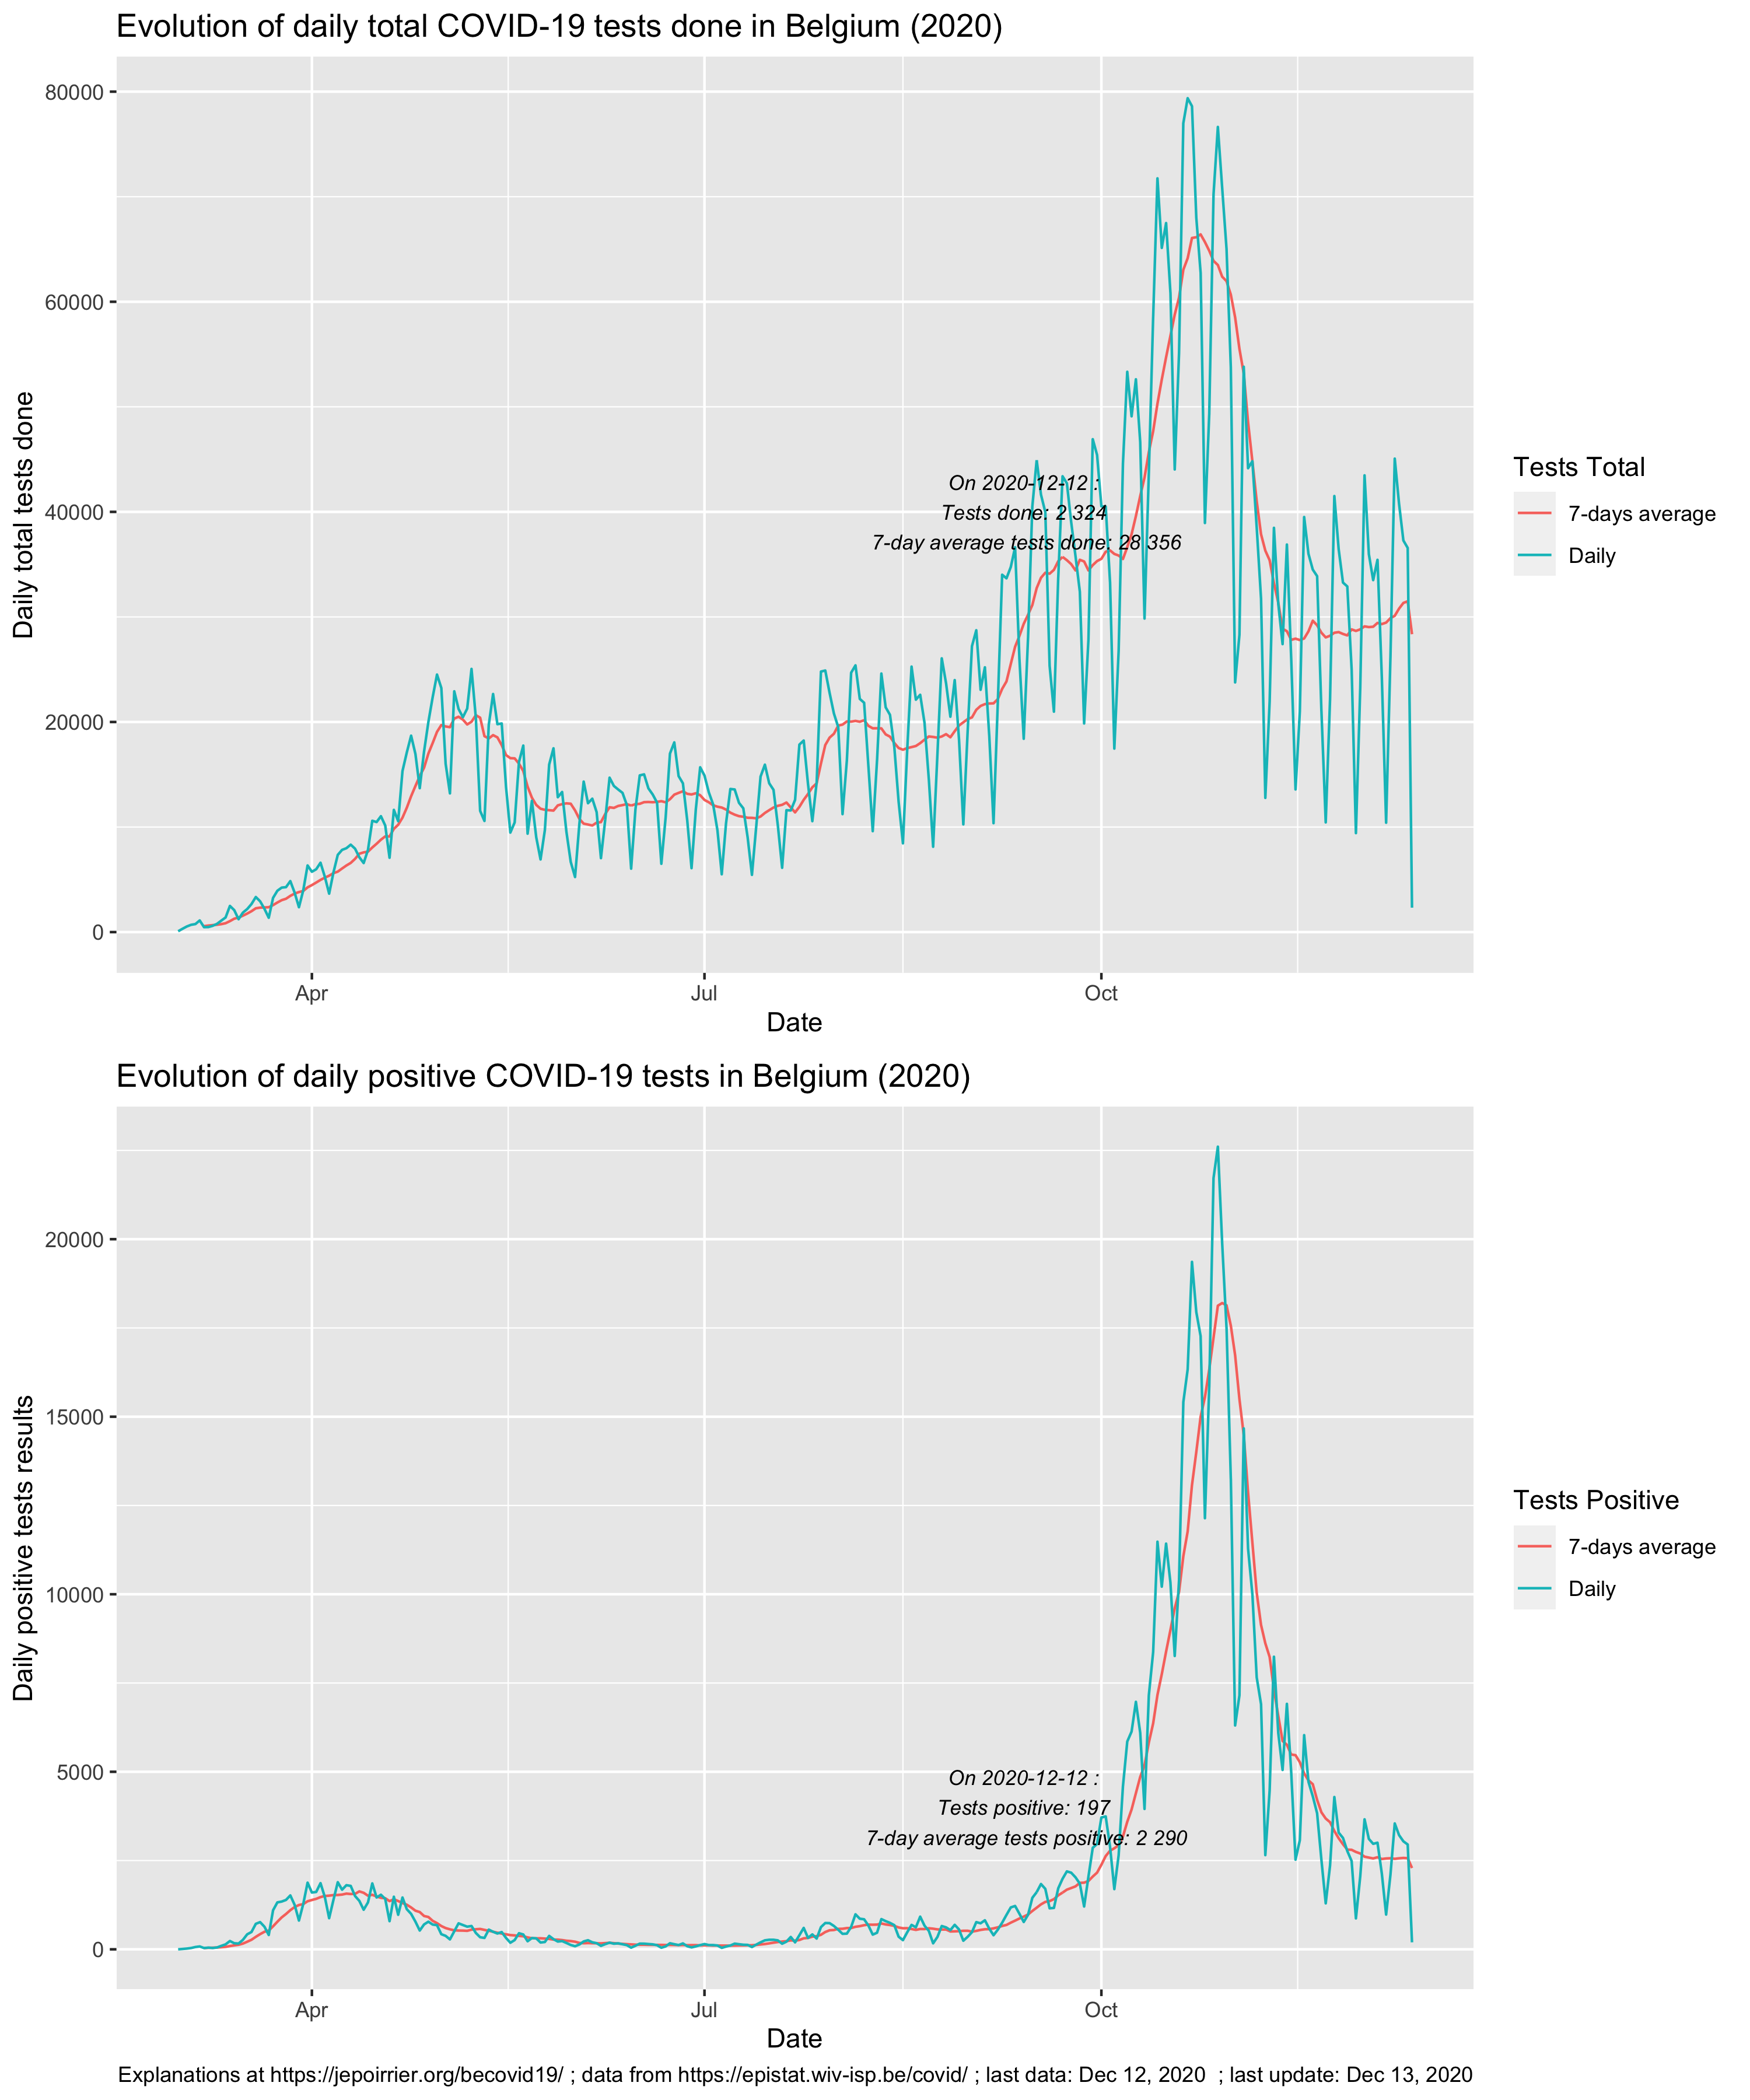 Evolution of daily total COVID-19 tests done in Belgium (2020)
Daily total tests done
80000
60000
40000
20000
0
On 2020-12-12 :
Tests done: 2 324
7-day average tests done: 28 356
Apr
Jul
Oct
Date
Tests Total
7-days average
Daily
Evolution of daily positive COVID-19 tests in Belgium (2020)
Daily positive tests results
20000
15000
10000
5000
0
On 2020-12-12 :
Tests positive: 197
7-day average tests positive: 2 290
Apr
Jul
Oct
Date
Tests Positive
7-days average
Daily
Explanations at https://jepoirrier.org/becovid19/ ; data from https://epistat.wiv-isp.be/covid/ ; last data: Dec 12, 2020  ; last update: Dec 13, 2020